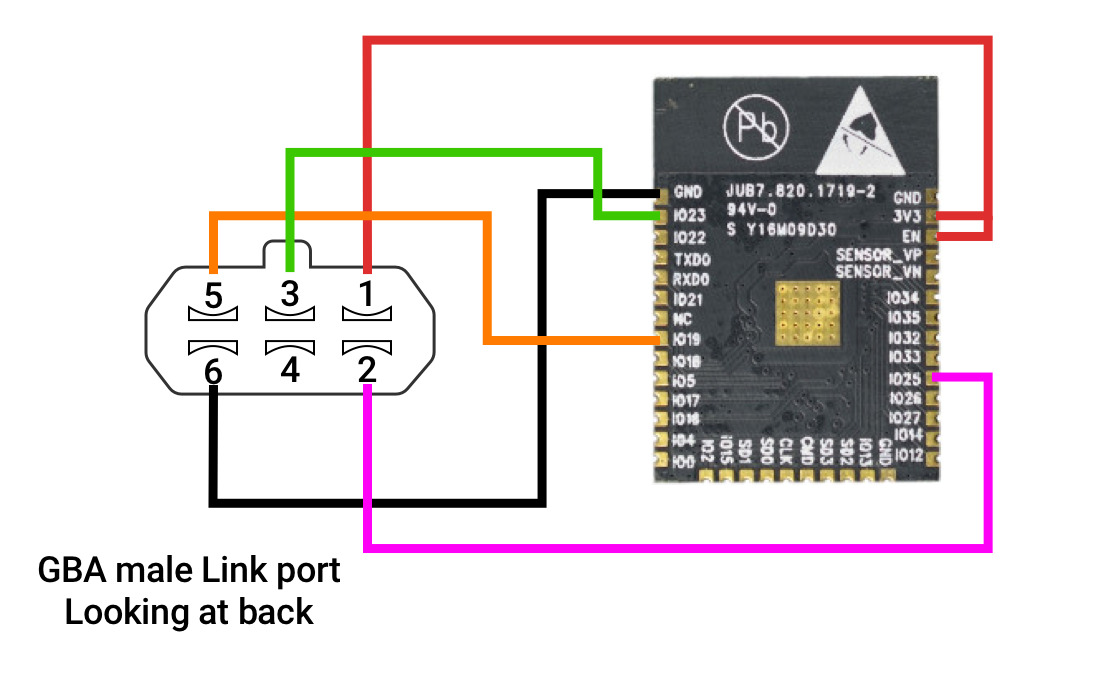 Pb
JUB7.820.1719-2
94V-0
S Y16M09D30
GND
IO23
IO22
TXD0
RXD0
IO21
NC
IO19
IO18
IO5
IO17
IO16
IO4
IO0
IO2
IO15
SD1
SD0
CLK
CMD
SD3
SD2
IO13
GND
GND
3V3
EN
SENSOR_VP
SENSOR_VN
IO34
IO35
IO32
IO33
IO25
IO26
IO27
IO14
IO12
5 3 1
6 4 2
GBA male Link port
Looking at back